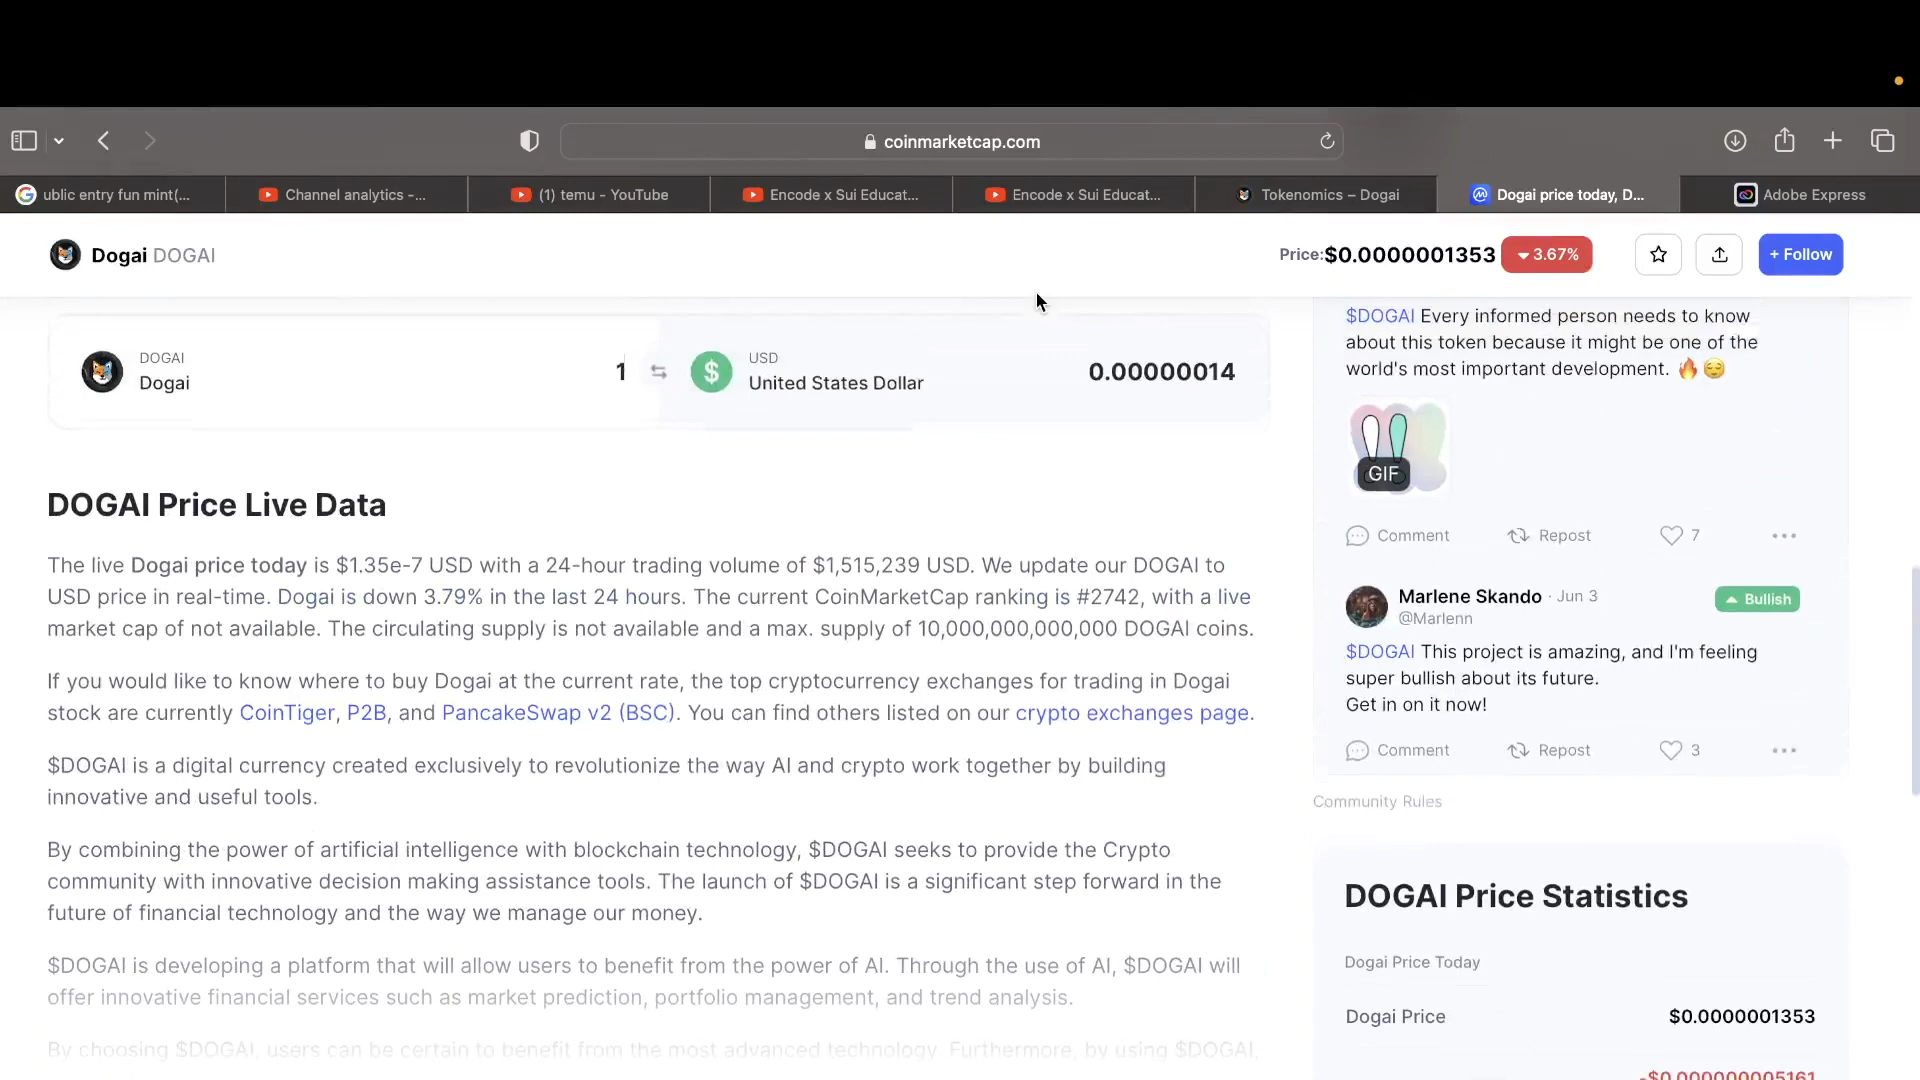 coinmarketcap.com
ublic entry fun mint(...
Channel analytics -...
(1) temu - YouTube
Encode x Sui Educat...
Encode x Sui Educat...
Tokenomics – Dogai
Dogai price today, D...
Adobe Express
Dogai DOGAI
Price:$0.0000001353
3.67%
+ Follow
DOGAI
Dogai
1
USD
United States Dollar
0.00000014
DOGAI Price Live Data
The live Dogai price today is $1.35e-7 USD with a 24-hour trading volume of $1,515,239 USD. We update our DOGAI to
USD price in real-time. Dogai is down 3.79% in the last 24 hours. The current CoinMarketCap ranking is #2742, with a live
market cap of not available. The circulating supply is not available and a max. supply of 10,000,000,000,000 DOGAI coins.
If you would like to know where to buy Dogai at the current rate, the top cryptocurrency exchanges for trading in Dogai
stock are currently CoinTiger, P2B, and PancakeSwap v2 (BSC). You can find others listed on our crypto exchanges page.
$DOGAI is a digital currency created exclusively to revolutionize the way AI and crypto work together by building
innovative and useful tools.
By combining the power of artificial intelligence with blockchain technology, $DOGAI seeks to provide the Crypto
community with innovative decision making assistance tools. The launch of $DOGAI is a significant step forward in the
future of financial technology and the way we manage our money.
$DOGAI is developing a platform that will allow users to benefit from the power of AI. Through the use of AI, $DOGAI will
offer innovative financial services such as market prediction, portfolio management, and trend analysis.
By choosing $DOGAI, users can be certain to benefit from the most advanced technology. Furthermore, by using $DOGAI,
$DOGAI Every informed person needs to know
about this token because it might be one of the
world's most important development. 🔥😌
GIF
Comment
Repost
7
Marlene Skando · Jun 3
@Marlenn
Bullish
$DOGAI This project is amazing, and I'm feeling
super bullish about its future.
Get in on it now!
Comment
Repost
3
Community Rules
DOGAI Price Statistics
Dogai Price Today
Dogai Price
$0.0000001353
-$0.000000005161